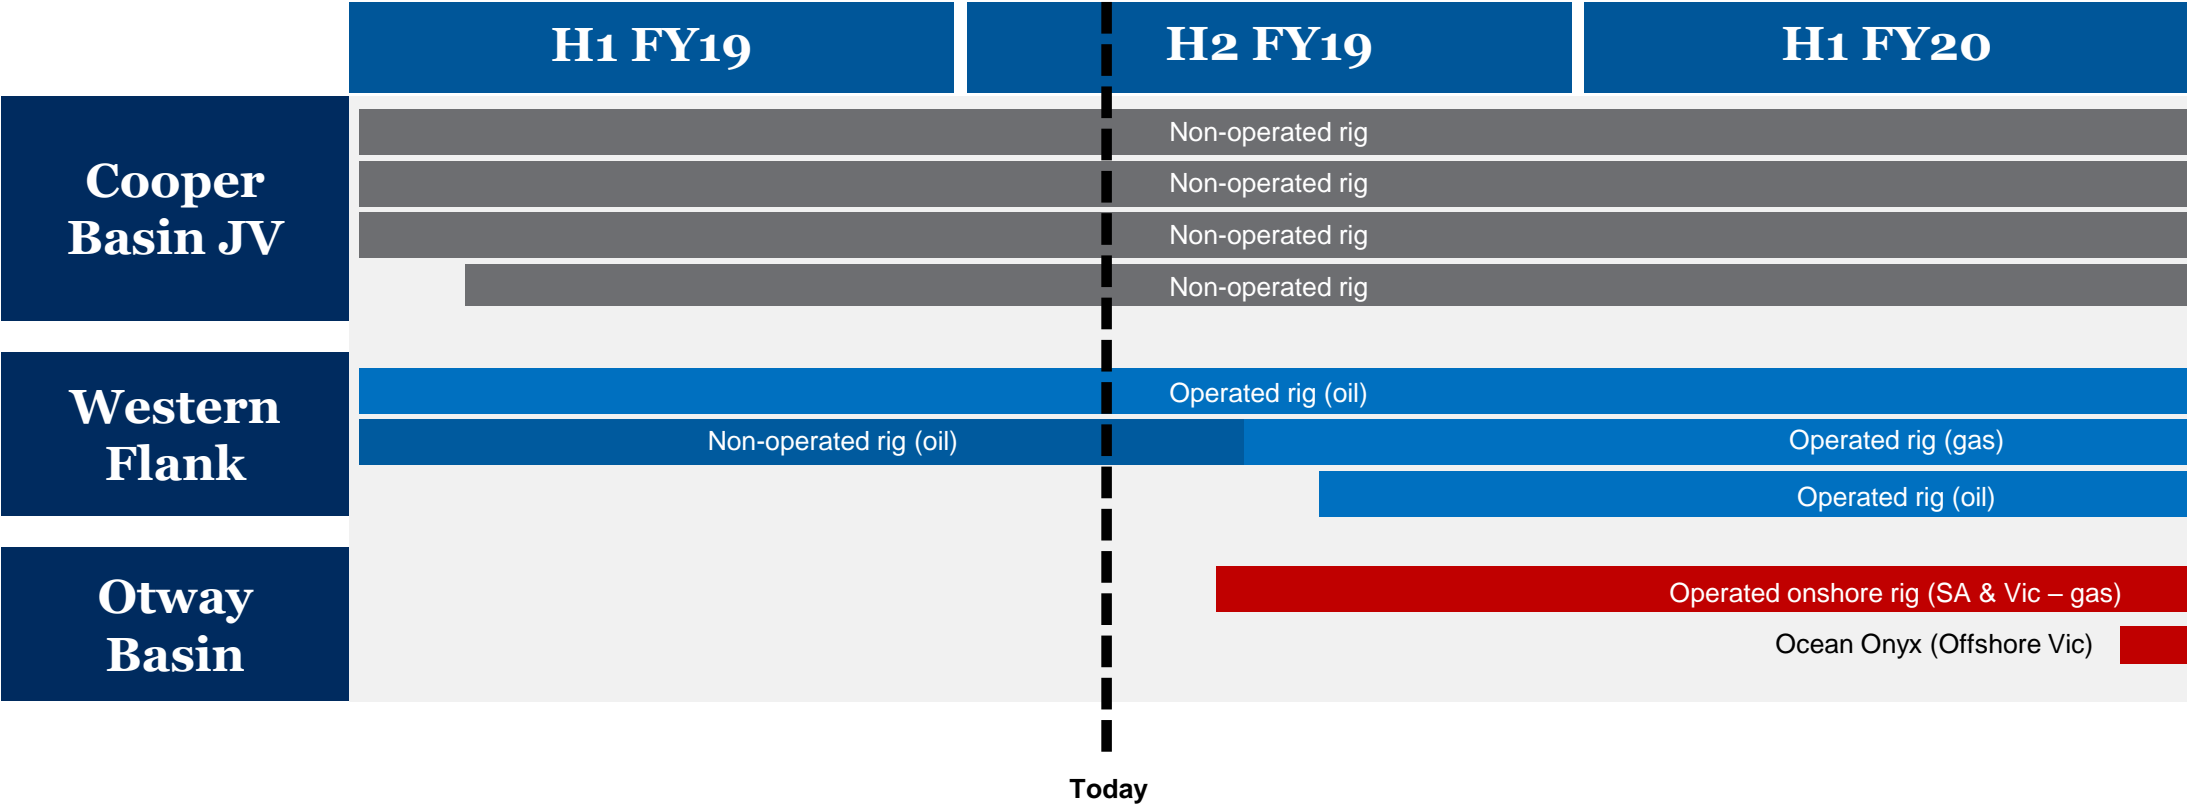 H1 FY19
H2 FY19
H1 FY20
Cooper
Basin JV
Non-operated rig
Non-operated rig
Non-operated rig
Non-operated rig
Western
Flank
Operated rig (oil)
Non-operated rig (oil)
Operated rig (gas)
Operated rig (oil)
Otway
Basin
Operated onshore rig (SA & Vic – gas)
Ocean Onyx (Offshore Vic)
Today